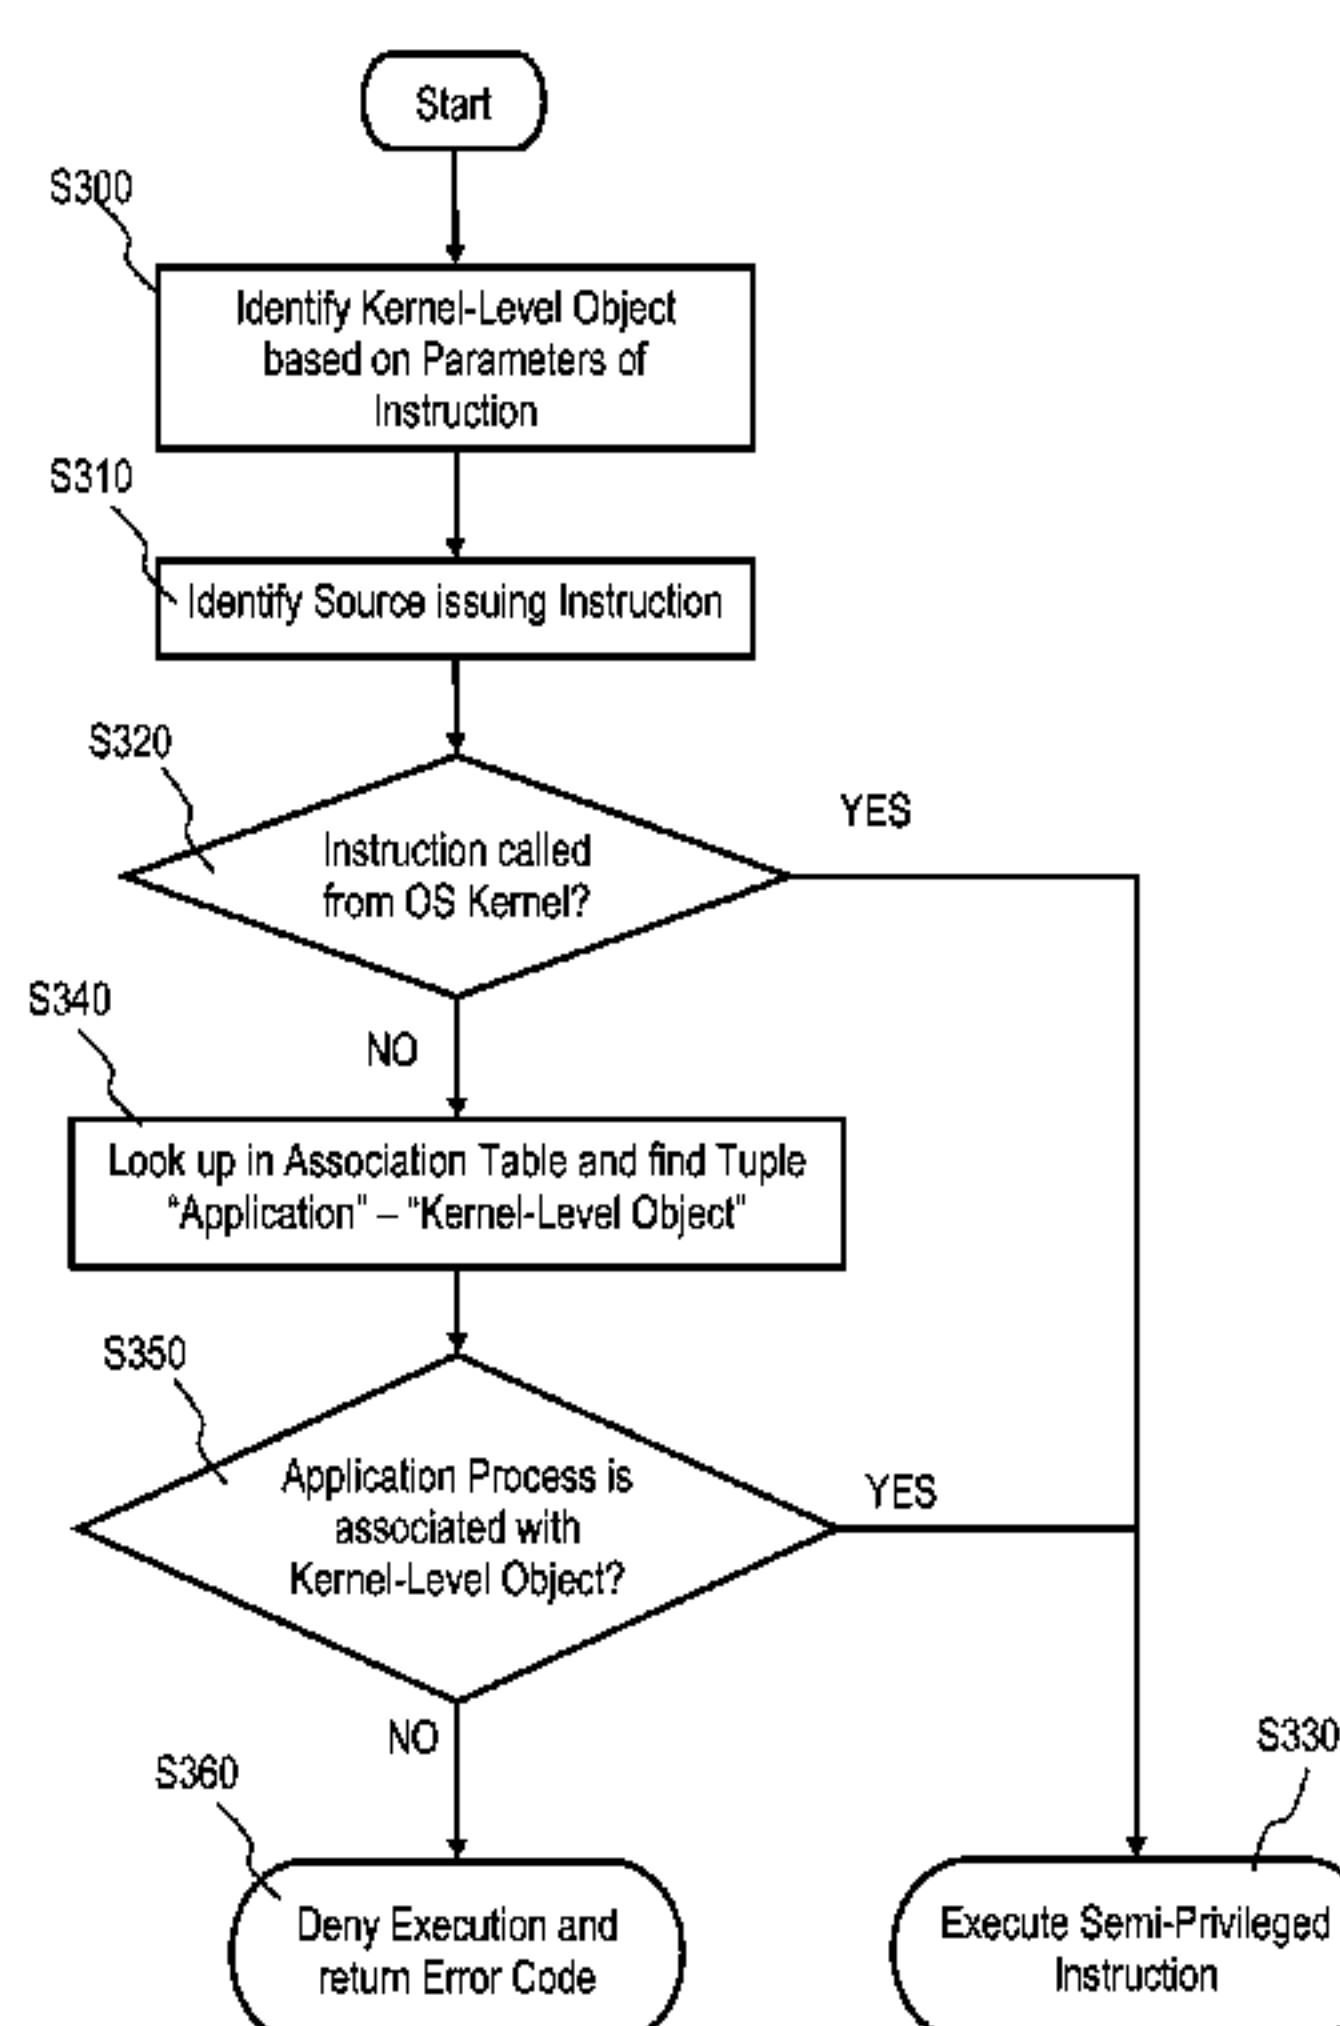 Start
S300
Identify Kernel-Level Object
based on Parameters of
Instruction
S310
Identify Source issuing Instruction
S320
Instruction called
from OS Kernel?
YES
NO
S340
Look up in Association Table and find Tuple
"Application" – "Kernel-Level Object"
S350
Application Process is
associated with
Kernel-Level Object?
YES
NO
S360
Deny Execution and
return Error Code
S330
Execute Semi-Privileged
Instruction